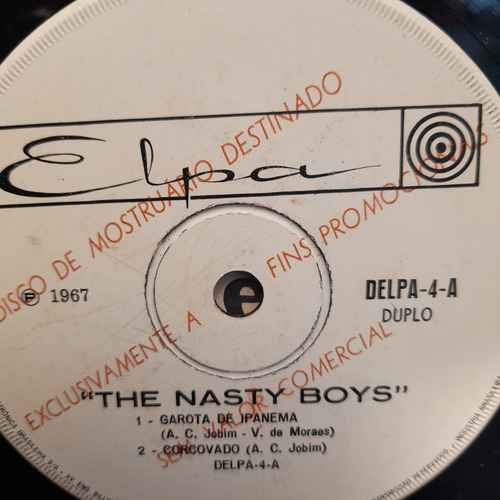 Elpa
DISCO DE MOSTRUÁRIO DESTINADO
EXCLUSIVAMENTE A FINS PROMOCIONAIS
SEM VALOR COMERCIAL
℗ 1967
e
DELPA-4-A
DUPLO
"THE NASTY BOYS"
1 - GAROTA DE IPANEMA
(A. C. Jobim - V. de Moraes)
2 - CORCOVADO (A. C. Jobim)
DELPA-4-A